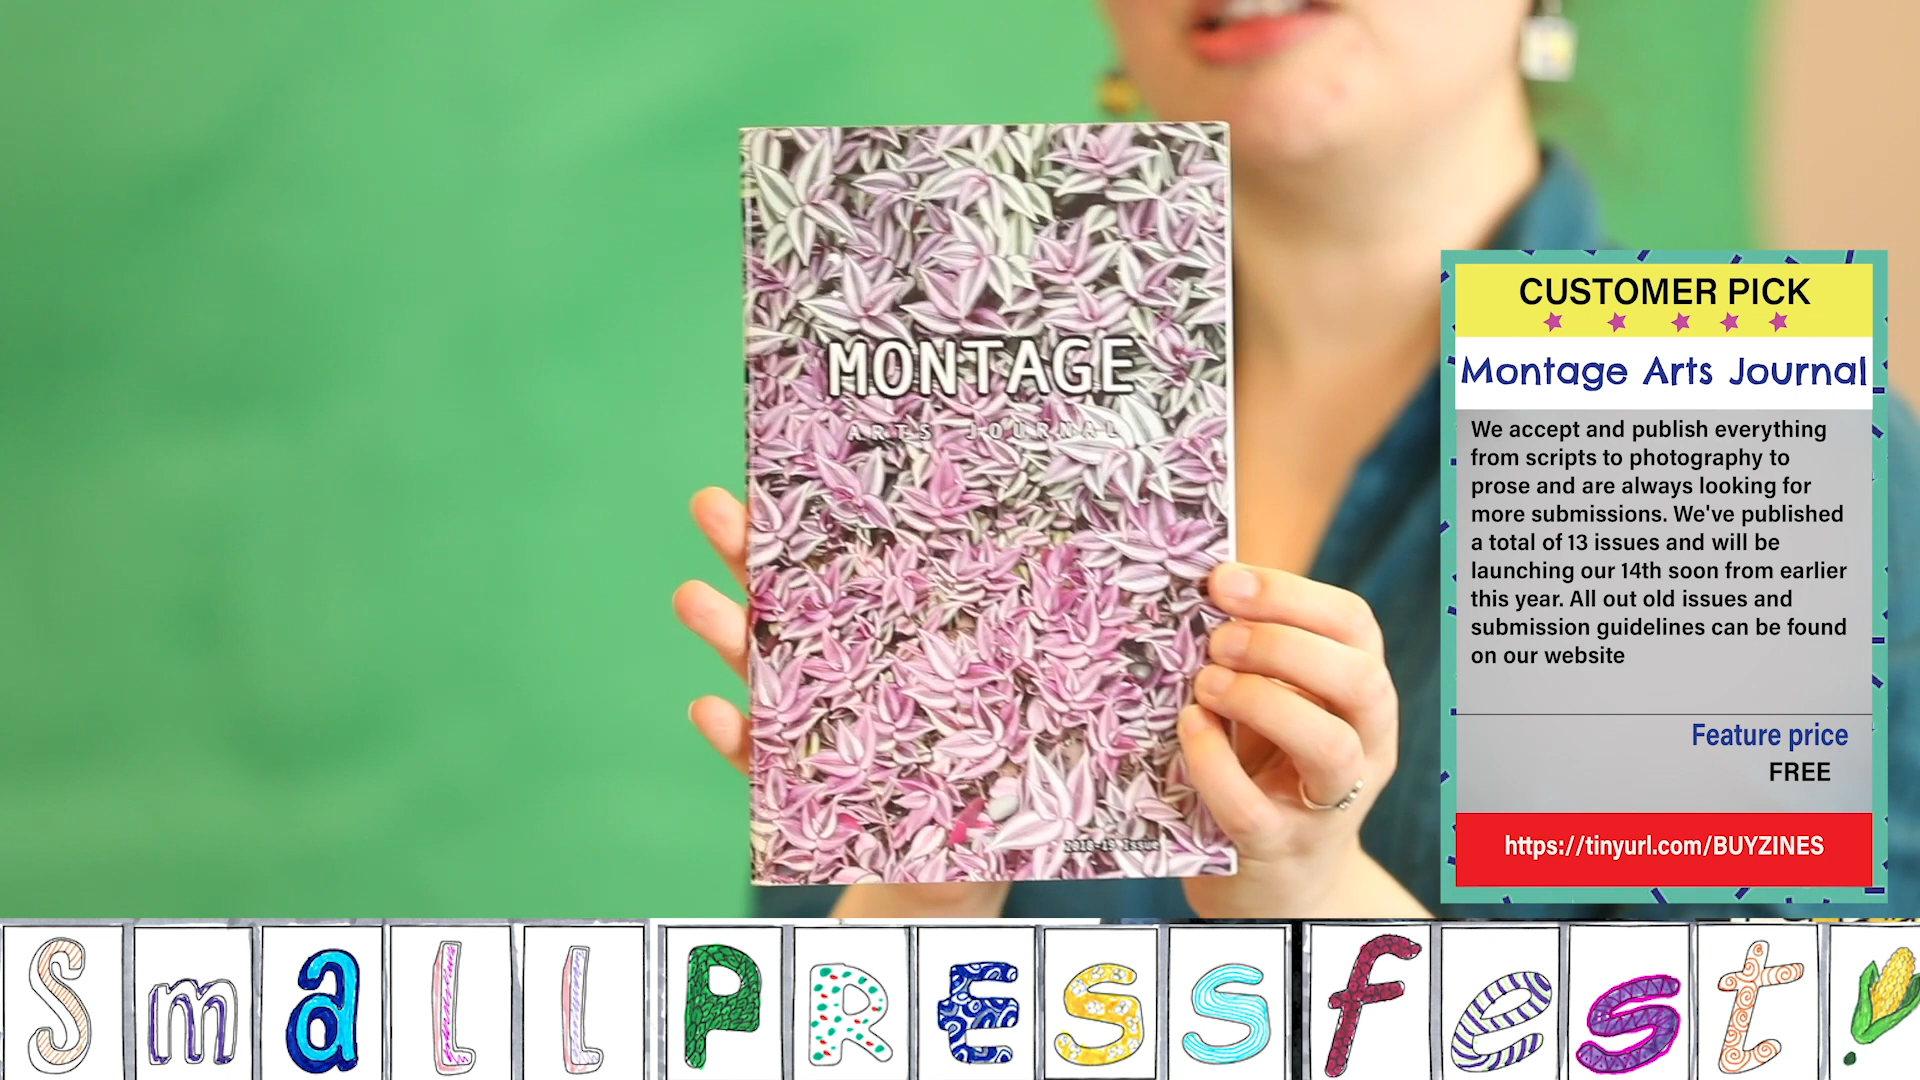 MONTAGE
ARTS JOURNAL
2018-19 Issue
CUSTOMER PICK
Montage Arts Journal
We accept and publish everything
from scripts to photography to
prose and are always looking for
more submissions. We've published
a total of 13 issues and will be
launching our 14th soon from earlier
this year. All out old issues and
submission guidelines can be found
on our website
Feature price
FREE
https://tinyurl.com/BUYZINES
Small PRESS fest